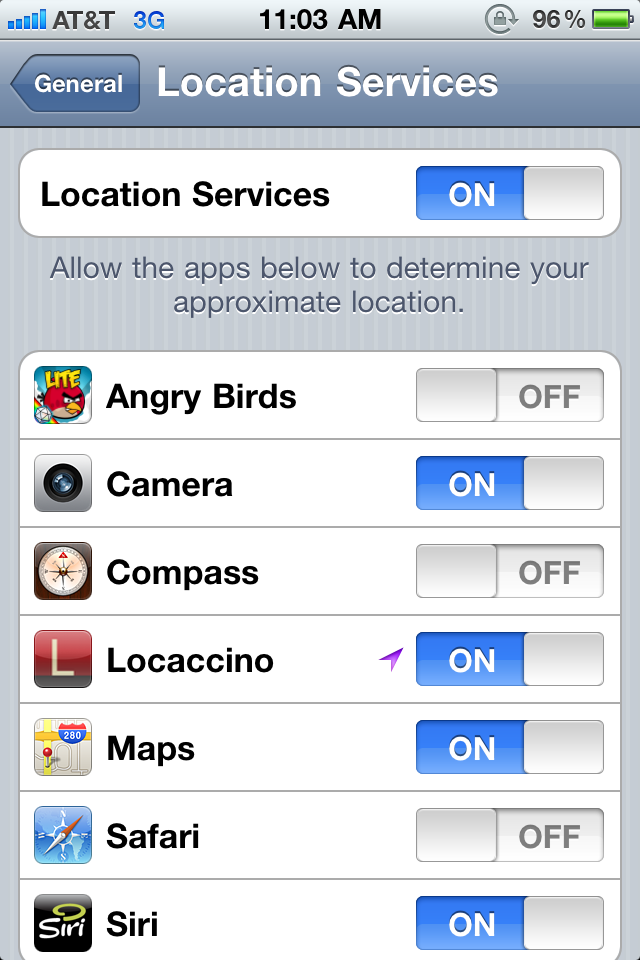 AT&T 3G 11:03 AM 96%
General Location Services
Location Services ON
Allow the apps below to determine your
approximate location.
LITE
Angry Birds OFF
Camera ON
Compass OFF
L
Locaccino ON
280
Maps ON
Safari OFF
Siri
Siri ON